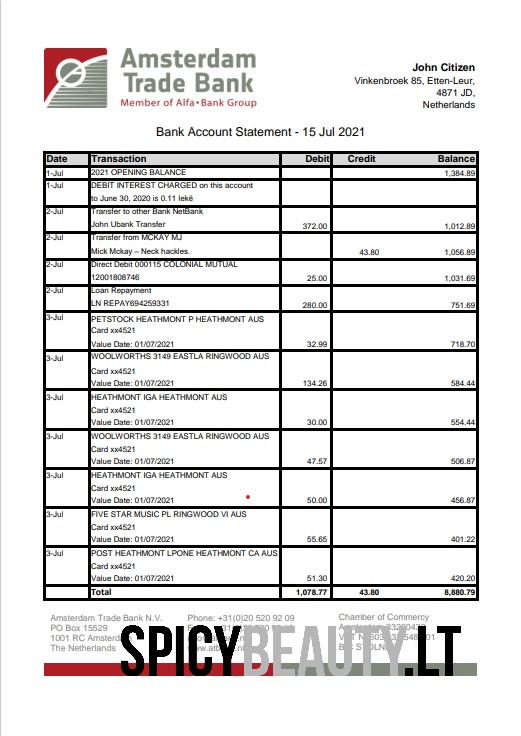 Amsterdam
Trade Bank
Member of Alfa•Bank Group
John Citizen
Vinkenbroek 85, Etten-Leur,
4871 JD,
Netherlands
Bank Account Statement - 15 Jul 2021
Date Transaction Debit Credit Balance
1-Jul 2021 OPENING BALANCE 1,384.89
1-Jul DEBIT INTEREST CHARGED on this account
to June 30, 2020 is 0.11 lekë
2-Jul Transfer to other Bank NetBank
John Ubank Transfer 372.00 1,012.89
2-Jul Transfer from MCKAY MJ
Mick Mckay – Neck hackles. 43.80 1,056.89
2-Jul Direct Debit 000115 COLONIAL MUTUAL
12001808746 25.00 1,031.69
2-Jul Loan Repayment
LN REPAY694259331 280.00 751.69
3-Jul PETSTOCK HEATHMONT P HEATHMONT AUS
Card xx4521
Value Date: 01/07/2021 32.99 718.70
3-Jul WOOLWORTHS 3149 EASTLA RINGWOOD AUS
Card xx4521
Value Date: 01/07/2021 134.26 584.44
3-Jul HEATHMONT IGA HEATHMONT AUS
Card xx4521
Value Date: 01/07/2021 30.00 554.44
3-Jul WOOLWORTHS 3149 EASTLA RINGWOOD AUS
Card xx4521
Value Date: 01/07/2021 47.57 506.87
3-Jul HEATHMONT IGA HEATHMONT AUS
Card xx4521
Value Date: 01/07/2021 50.00 456.87
3-Jul FIVE STAR MUSIC PL RINGWOOD VI AUS
Card xx4521
Value Date: 01/07/2021 55.65 401.22
3-Jul POST HEATHMONT LPONE HEATHMONT CA AUS
Card xx4521
Value Date: 01/07/2021 51.30 420.20
Total 1,078.77 43.80 8,880.79
Amsterdam Trade Bank N.V. Phone: +31(0)20 520 92 09 Chamber of Commerce
PO Box 15529 Amsterdam
1001 RC Amsterdam
The Netherlands
SPICYBEAUTY.LT